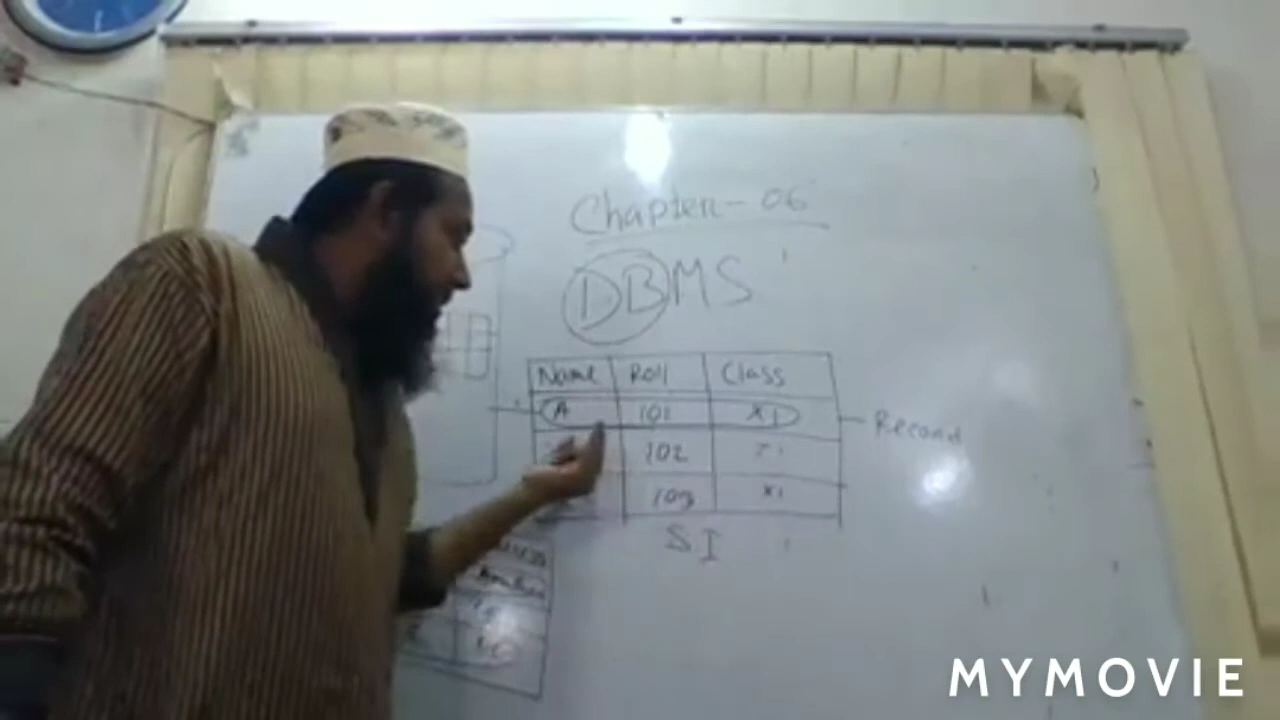 Chapter - 06
DBMS
Name Roll Class
A 101 XI
Record
102
103 XI
SI
MYMOVIE